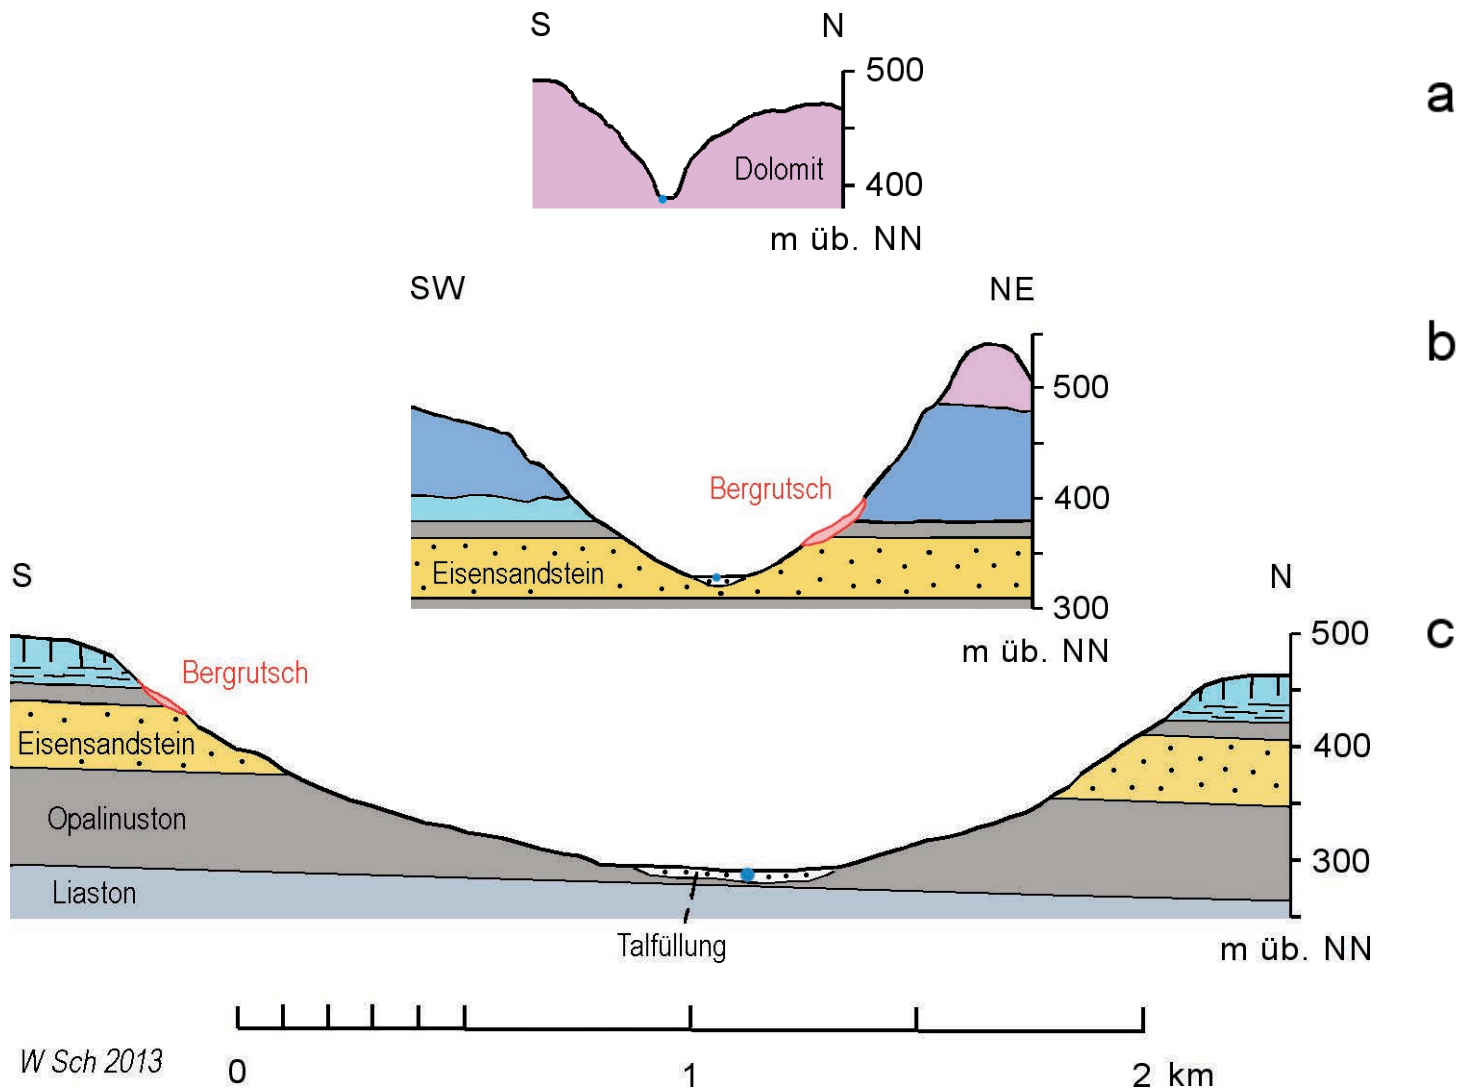 S N
500
a
Dolomit
400
m üb. NN
SW NE
b
500
Bergrutsch
400
Eisensandstein
300
m üb. NN
S N
500
c
Bergrutsch
Eisensandstein
400
Opalinuston
300
Liaston
Talfüllung
m üb. NN
W Sch 2013
0 1 2 km